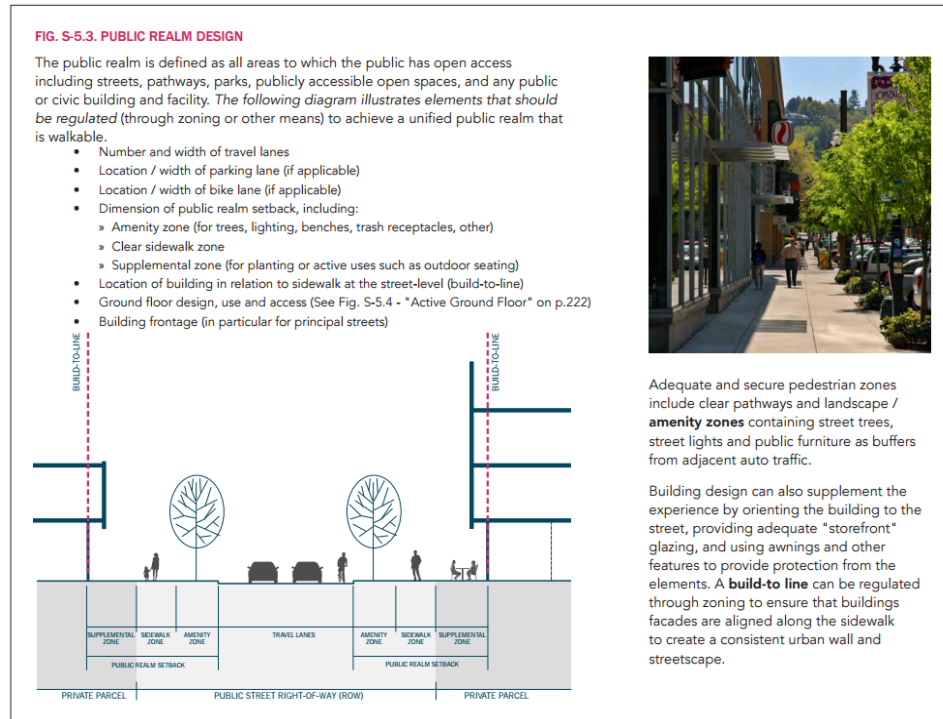 FIG. S-5.3. PUBLIC REALM DESIGN
The public realm is defined as all areas to which the public has open access
including streets, pathways, parks, publicly accessible open spaces, and any public
or civic building and facility. The following diagram illustrates elements that should
be regulated (through zoning or other means) to achieve a unified public realm that
is walkable.
• Number and width of travel lanes
• Location / width of parking lane (if applicable)
• Location / width of bike lane (if applicable)
• Dimension of public realm setback, including:
» Amenity zone (for trees, lighting, benches, trash receptacles, other)
» Clear sidewalk zone
» Supplemental zone (for planting or active uses such as outdoor seating)
• Location of building in relation to sidewalk at the street-level (build-to-line)
• Ground floor design, use and access (See Fig. S-5.4 - "Active Ground Floor" on p.222)
• Building frontage (in particular for principal streets)
BUILD-TO-LINE
BUILD-TO-LINE
SUPPLEMENTAL ZONE
SIDEWALK ZONE
AMENITY ZONE
TRAVEL LANES
AMENITY ZONE
SIDEWALK ZONE
SUPPLEMENTAL ZONE
PUBLIC REALM SETBACK
PUBLIC REALM SETBACK
PRIVATE PARCEL
PUBLIC STREET RIGHT-OF-WAY (ROW)
PRIVATE PARCEL
Adequate and secure pedestrian zones
include clear pathways and landscape /
amenity zones containing street trees,
street lights and public furniture as buffers
from adjacent auto traffic.
Building design can also supplement the
experience by orienting the building to the
street, providing adequate "storefront"
glazing, and using awnings and other
features to provide protection from the
elements. A build-to line can be regulated
through zoning to ensure that buildings
facades are aligned along the sidewalk
to create a consistent urban wall and
streetscape.